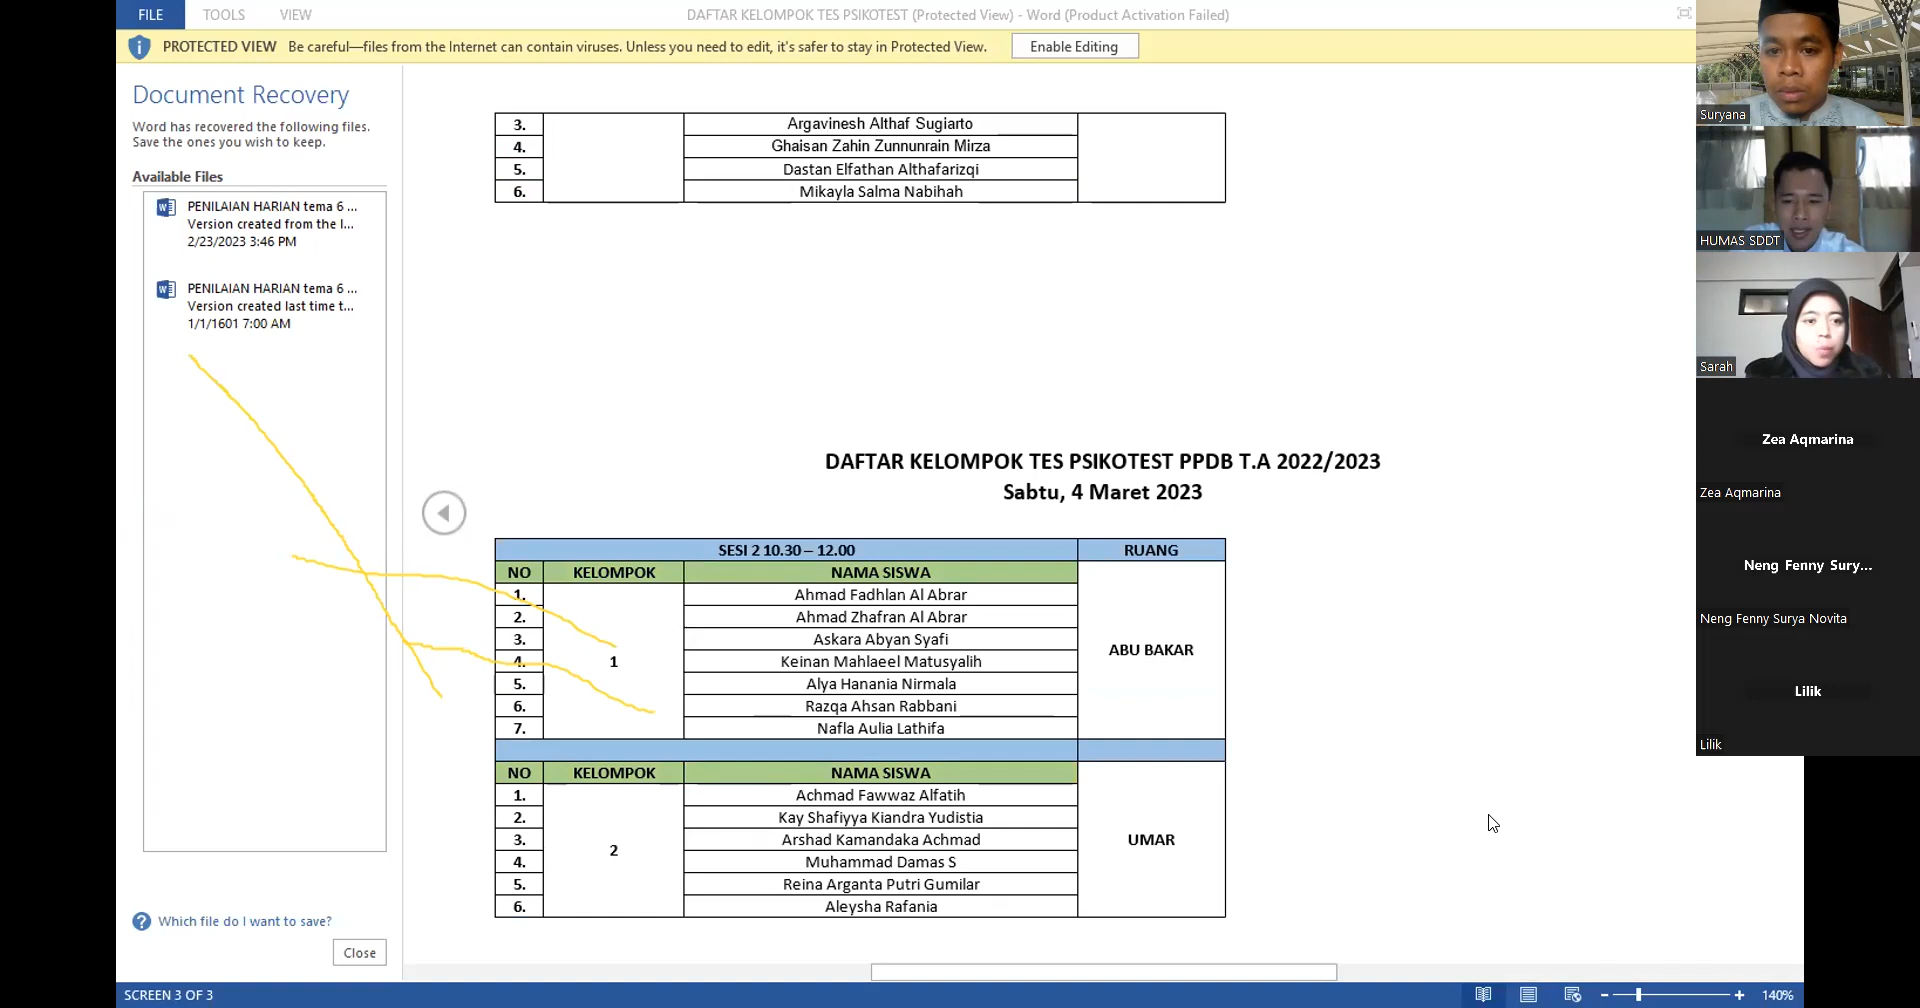 FILE TOOLS VIEW DAFTAR KELOMPOK TES PSIKOTEST (Protected View) - Word (Product Activation Failed)
PROTECTED VIEW Be careful—files from the Internet can contain viruses. Unless you need to edit, it's safer to stay in Protected View. Enable Editing
Document Recovery
Word has recovered the following files.
Save the ones you wish to keep.
Available Files
PENILAIAN HARIAN tema 6 ...
Version created from the l...
2/23/2023 3:46 PM
PENILAIAN HARIAN tema 6 ...
Version created last time t...
1/1/1601 7:00 AM
Which file do I want to save?
Close
3. Argavinesh Althaf Sugiarto
4. Ghaisan Zahin Zunnunrain Mirza
5. Dastan Elfathan Althafarizqi
6. Mikayla Salma Nabihah
DAFTAR KELOMPOK TES PSIKOTEST PPDB T.A 2022/2023
Sabtu, 4 Maret 2023
SESI 2 10.30 – 12.00 RUANG
NO KELOMPOK NAMA SISWA
1. Ahmad Fadhlan Al Abrar
2. Ahmad Zhafran Al Abrar
3. Askara Abyan Syafi
ABU BAKAR
4. 1 Keinan Mahlaeel Matusyalih
5. Alya Hanania Nirmala
6. Razqa Ahsan Rabbani
7. Nafla Aulia Lathifa
NO KELOMPOK NAMA SISWA
1. Achmad Fawwaz Alfatih
2. Kay Shafiyya Kiandra Yudistia
3. Arshad Kamandaka Achmad UMAR
2
4. Muhammad Damas S
5. Reina Arganta Putri Gumilar
6. Aleysha Rafania
Suryana
HUMAS SDDT
Sarah
Zea Aqmarina
Zea Aqmarina
Neng Fenny Sury...
Neng Fenny Surya Novita
Lilik
Lilik
SCREEN 3 OF 3 140%